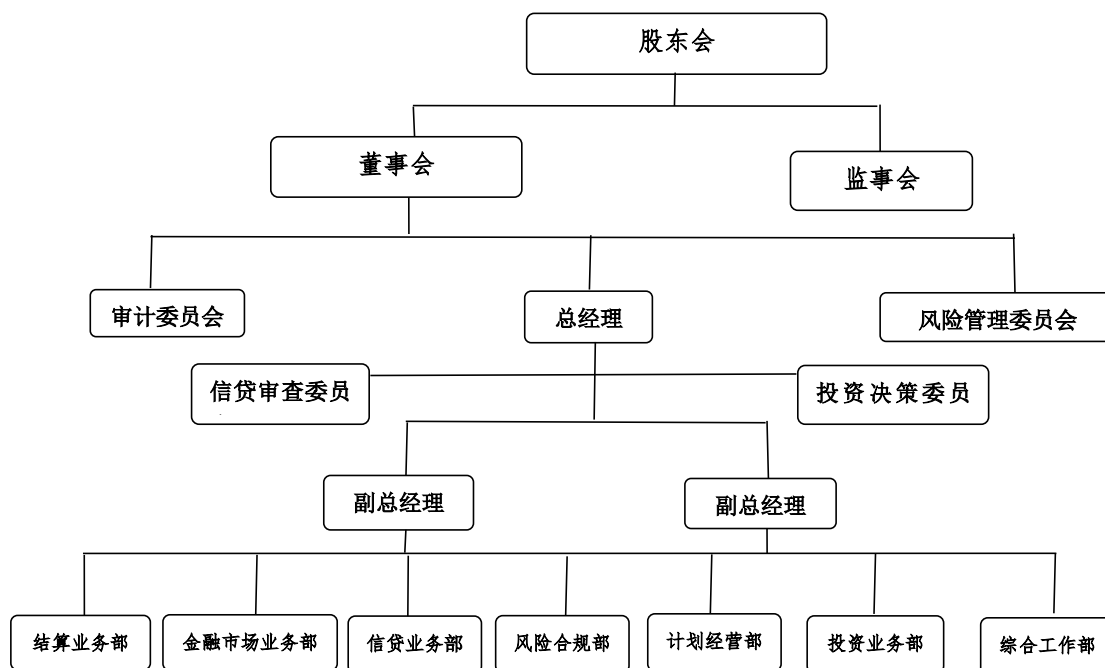 股东会
董事会
监事会
审计委员会
总经理
风险管理委员会
信贷审查委员
投资决策委员
副总经理
副总经理
结算业务部
金融市场业务部
信贷业务部
风险合规部
计划经营部
投资业务部
综合工作部